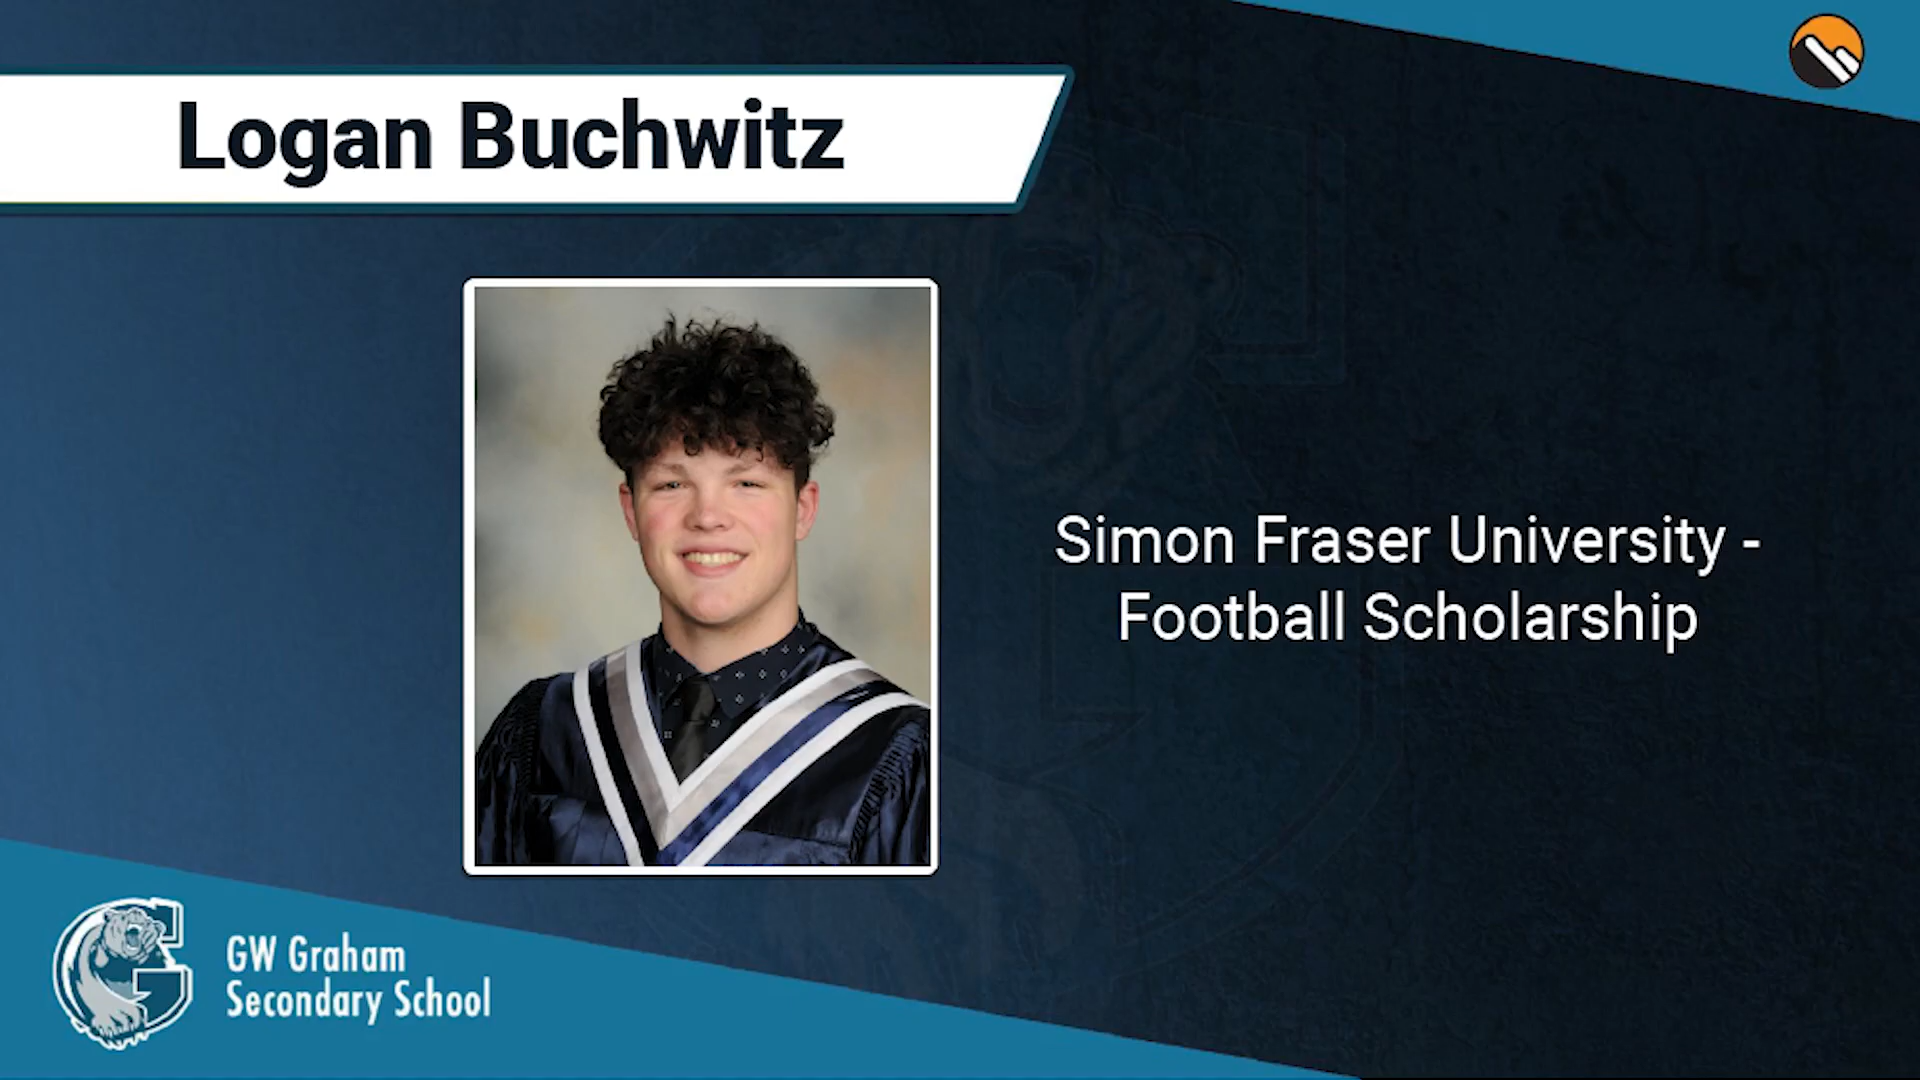 Logan Buchwitz
Simon Fraser University -
Football Scholarship
GW Graham
Secondary School